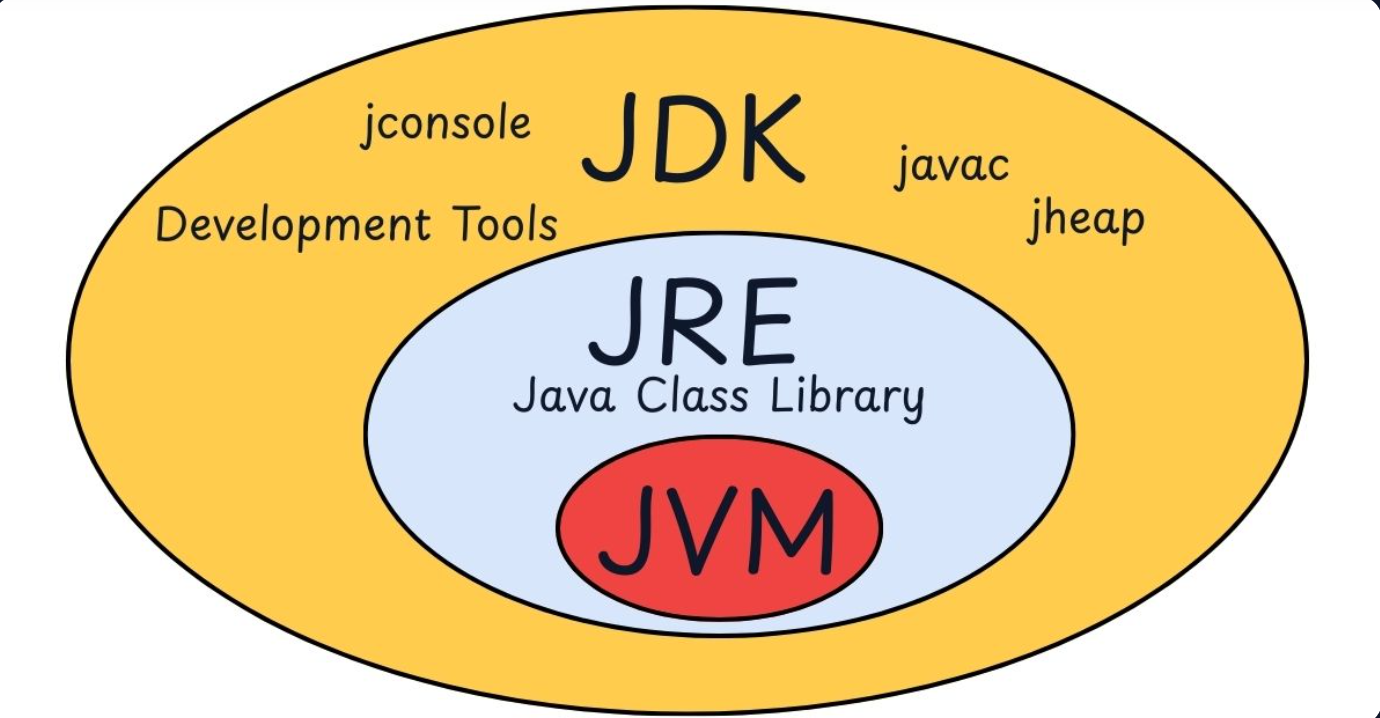 jconsole
JDK
javac
Development Tools
jheap
JRE
Java Class Library
JVM